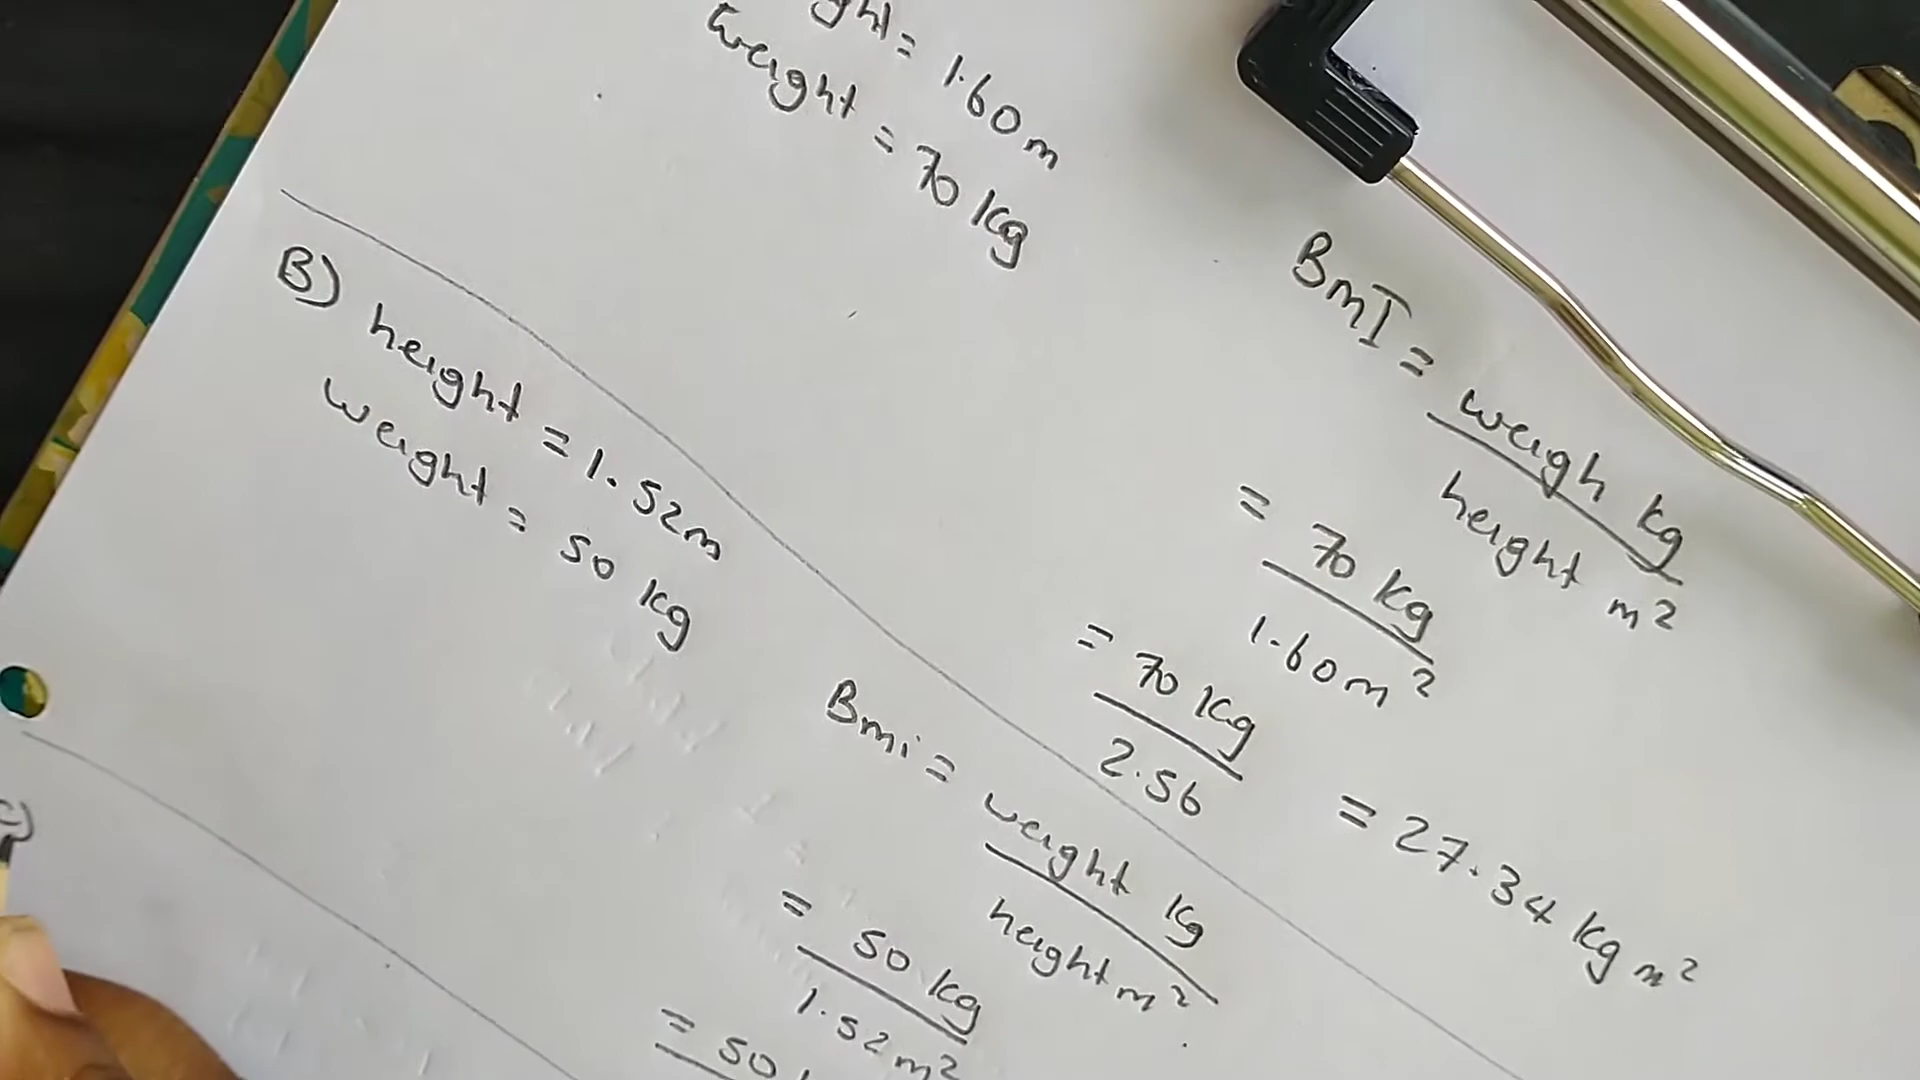 = 1.60m
weight = 70 kg
BmI = weigh kg
height m²
= 70 kg
1.60m²
= 70 kg
2.56
= 27.34 kg m²
B) height = 1.52m
weight = 50 kg
Bmi = weight kg
height m²
= 50 kg
1.52m²
= 50